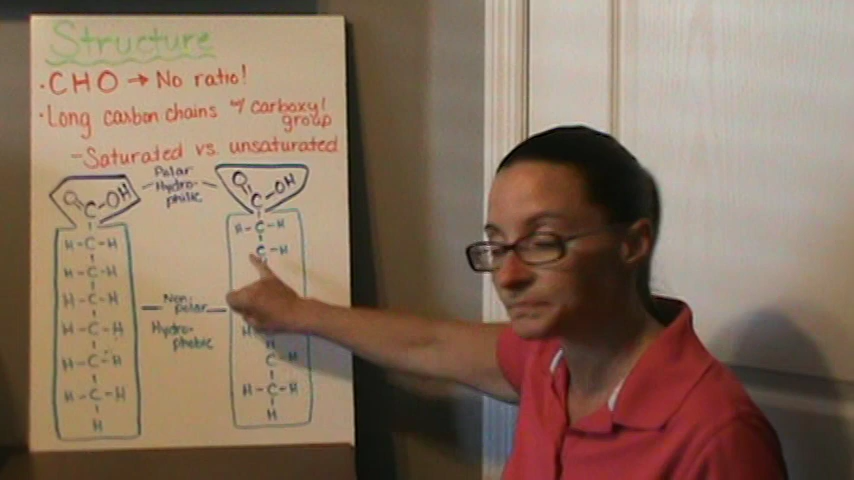 Structure
• CHO → No ratio!
• Long carbon chains w/ carboxyl
group
- Saturated vs. unsaturated
Polar
Hydro-
philic
O
C-OH
H-C-H
H-C-H
H-C-H
H-C-H
H-C-H
H-C-H
H
O
C-OH
H-C-H
C-H
H
H
C-H
H-C-H
H
Non-
polar
Hydro-
phobic